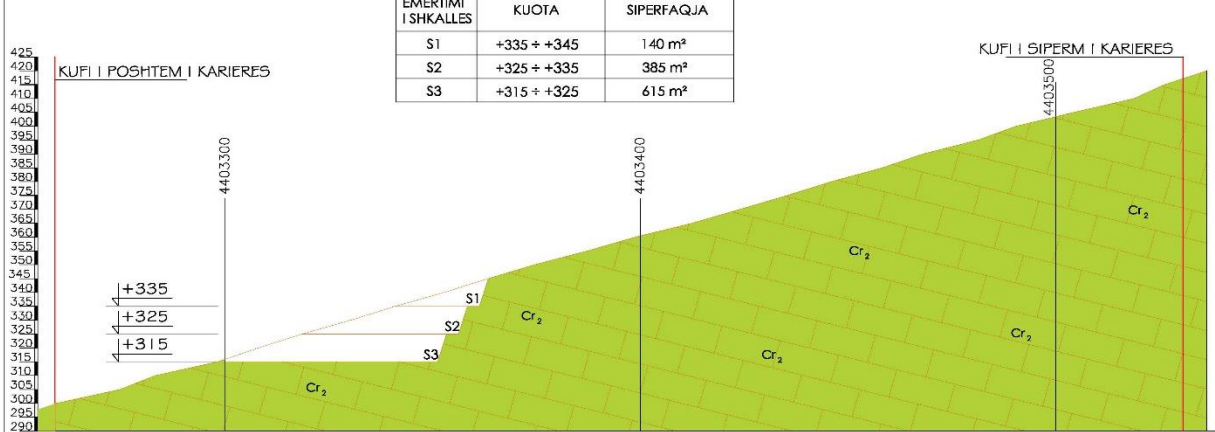 EMERTIMI I SHKALLES KUOTA SIPERFAQJA
S1 +335 ÷ +345 140 m²
S2 +325 ÷ +335 385 m²
S3 +315 ÷ +325 615 m²
KUFI I POSHTEM I KARIERES
KUFI I SIPERM I KARIERES
425
420
415
410
405
400
395
390
385
380
375
370
365
360
355
350
345
340
335
330
325
320
315
310
305
300
295
290
4403300
4403400
4403500
+335
+325
+315
S1
S2
S3
Cr₂
Cr₂
Cr₂
Cr₂
Cr₂
Cr₂